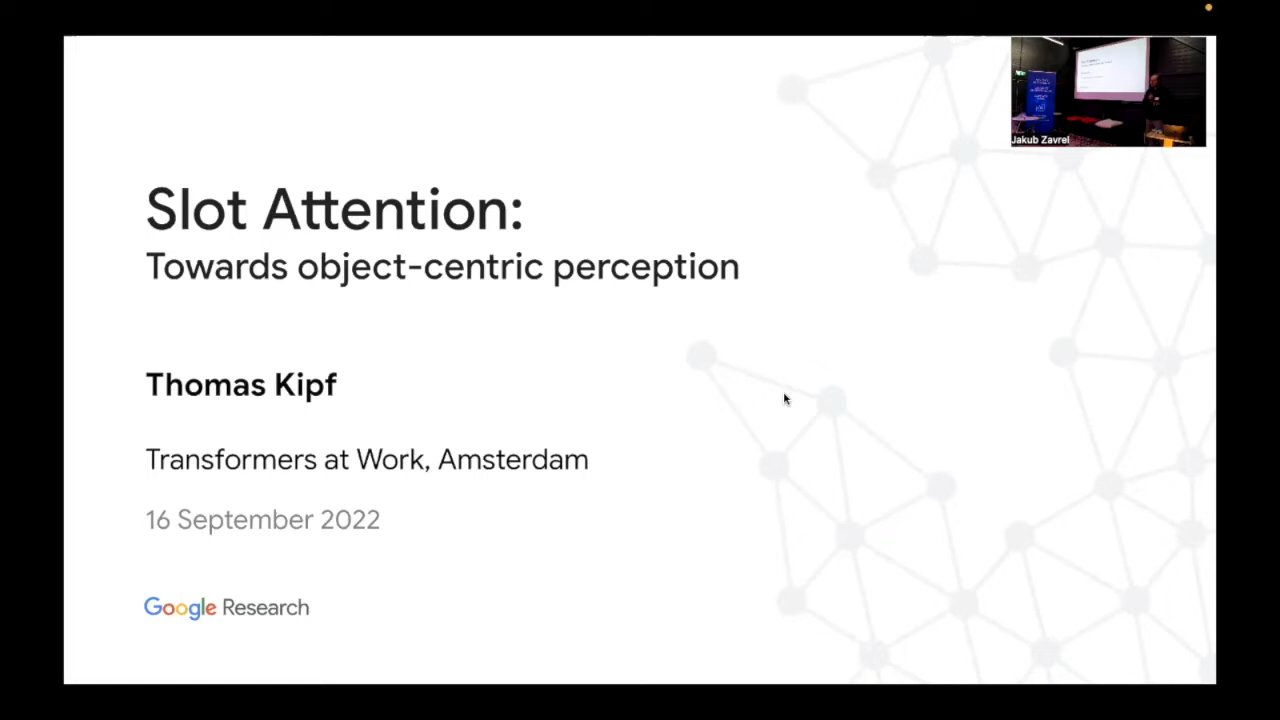 Jakub Zavrel
Slot Attention:
Towards object-centric perception
Thomas Kipf
Transformers at Work, Amsterdam
16 September 2022
Google Research